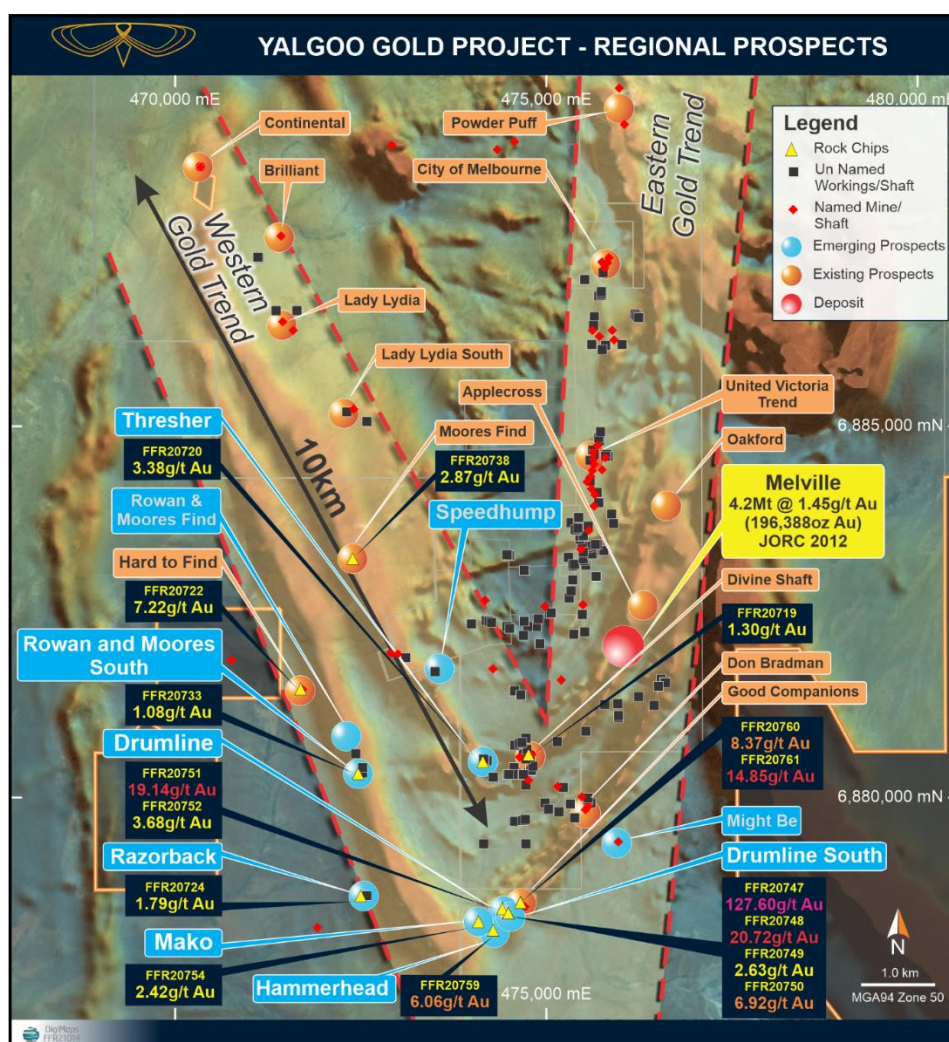 YALGOO GOLD PROJECT - REGIONAL PROSPECTS
470,000 mE
475,000 mE
480,000 mE
Continental
Powder Puff
Brilliant
City of Melbourne
Eastern
Gold Trend
Western
Gold Trend
Legend
Rock Chips
Un Named
Workings/Shaft
Named Mine/
Shaft
Emerging Prospects
Existing Prospects
Deposit
Lady Lydia
Lady Lydia South
Applecross
United Victoria
Trend
Thresher
Moores Find
Oakford
6,885,000 mN
FFR20720
3.38g/t Au
FFR20738
2.87g/t Au
10km
Rowan &
Moores Find
Speedhump
Melville
4.2Mt @ 1.45g/t Au
(196,388oz Au)
JORC 2012
Hard to Find
FFR20722
7.22g/t Au
Divine Shaft
FFR20719
1.30g/t Au
Rowan and Moores
South
Don Bradman
Good Companions
FFR20733
1.08g/t Au
FFR20760
8.37g/t Au
FFR20761
14.85g/t Au
Drumline
FFR20751
19.14g/t Au
FFR20752
3.68g/t Au
6,880,000 mN
Might Be
Razorback
Drumline South
FFR20724
1.79g/t Au
FFR20747
127.60g/t Au
FFR20748
20.72g/t Au
FFR20749
2.63g/t Au
FFR20750
6.92g/t Au
Mako
FFR20754
2.42g/t Au
Hammerhead
FFR20759
6.06g/t Au
475,000 mE
N
1.0 km
MGA94 Zone 50
DigiMaps
FFR21014